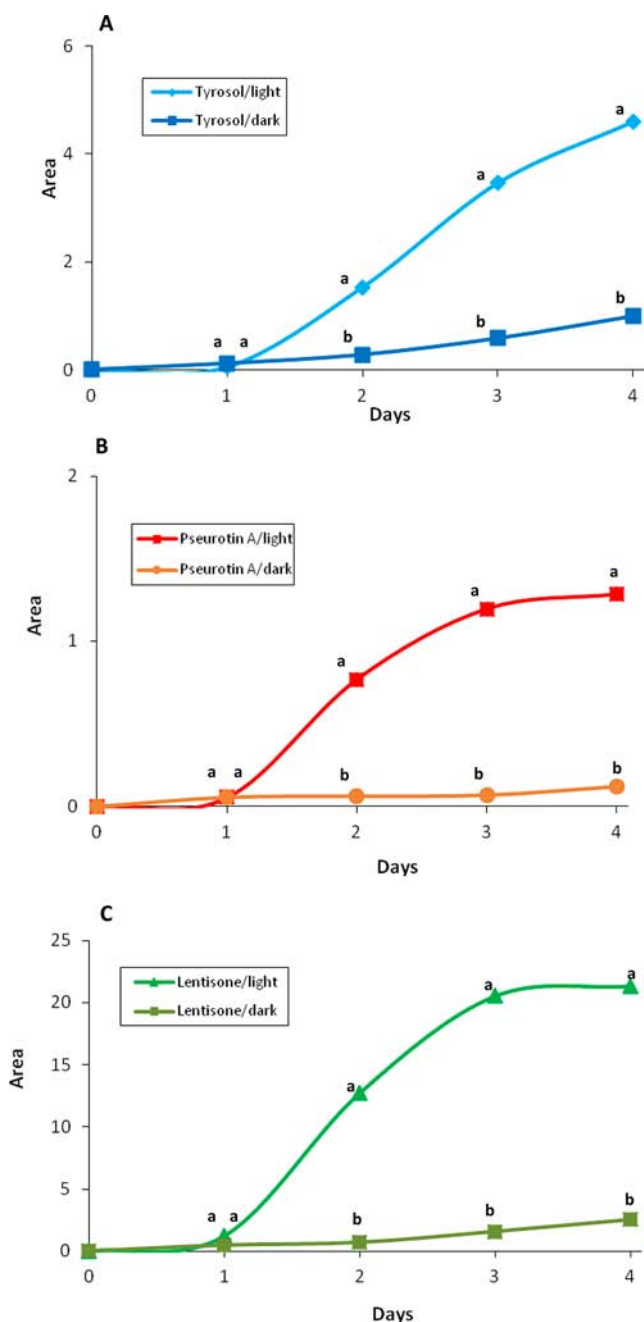 A
6
Tyrosol/light
Tyrosol/dark
a
4
a
Area
2
a
a a b b b
0
0 1 2 3 4
Days
B
2
Pseurotin A/light
Pseurotin A/dark
a
a
Area
1
a
a a b b b
0
0 1 2 3 4
Days
C
25
Lentisone/light
Lentisone/dark
a a
20
15
Area
a
10
5
a a b b b
0
0 1 2 3 4
Days